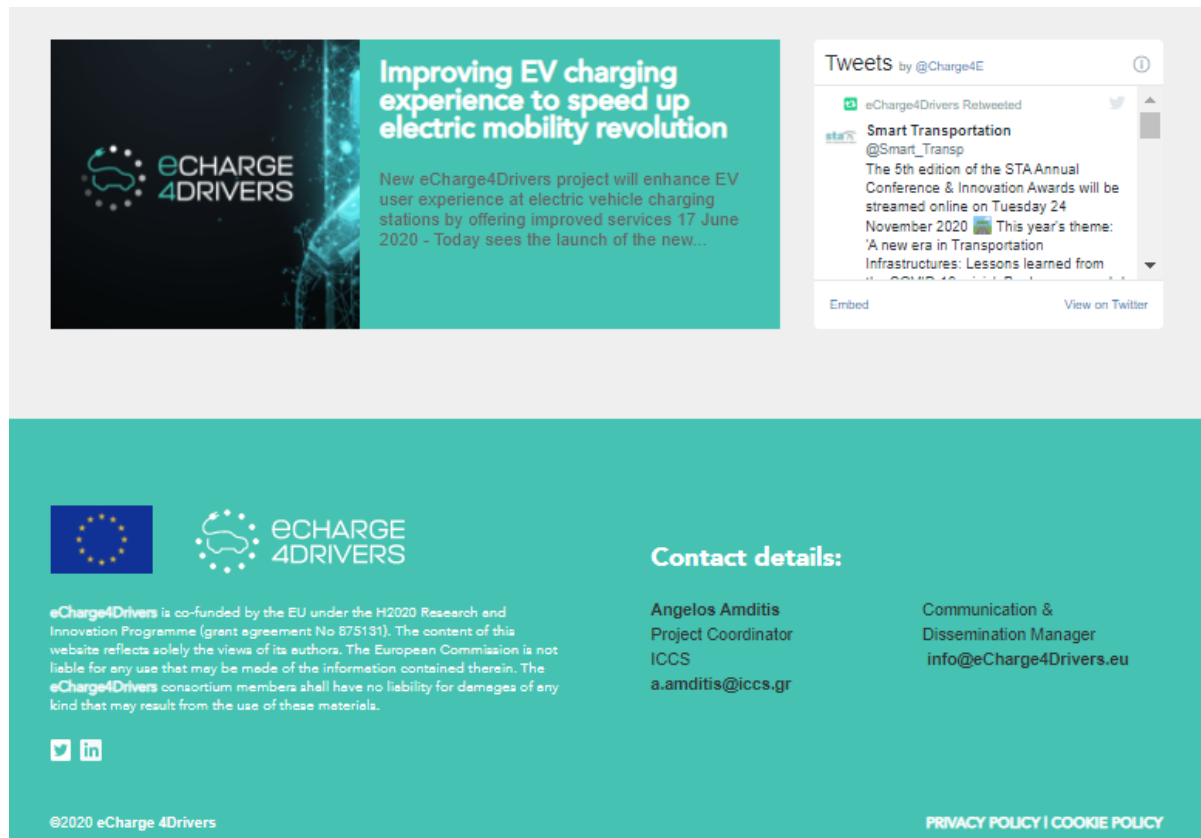 eCHARGE
4DRIVERS
Improving EV charging
experience to speed up
electric mobility revolution
New eCharge4Drivers project will enhance EV
user experience at electric vehicle charging
stations by offering improved services 17 June
2020 - Today sees the launch of the new...
Tweets by @Charge4E
eCharge4Drivers Retweeted
sta
Smart Transportation
@Smart_Transp
The 5th edition of the STA Annual
Conference & Innovation Awards will be
streamed online on Tuesday 24
November 2020 This year's theme:
'A new era in Transportation
Infrastructures: Lessons learned from
Embed
View on Twitter
eCHARGE
4DRIVERS
eCharge4Drivers is co-funded by the EU under the H2020 Research and
Innovation Programme (grant agreement No 875131). The content of this
website reflects solely the views of its authors. The European Commission is not
liable for any use that may be made of the information contained therein. The
eCharge4Drivers consortium members shall have no liability for damages of any
kind that may result from the use of these materials.
in
Contact details:
Angelos Amditis
Project Coordinator
ICCS
a.amditis@iccs.gr
Communication &
Dissemination Manager
info@eCharge4Drivers.eu
©2020 eCharge 4Drivers
PRIVACY POLICY | COOKIE POLICY